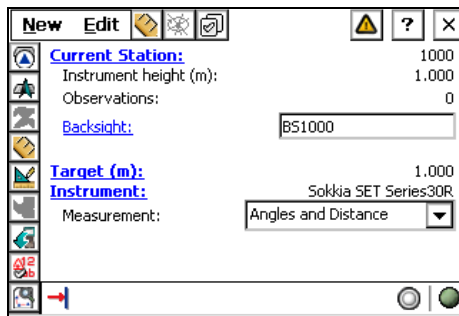 New Edit ? ×
Current Station: 1000
Instrument height (m): 1.000
Observations: 0
Backsight: BS1000
Target (m): 1.000
Instrument: Sokkia SET Series30R
Measurement: Angles and Distance